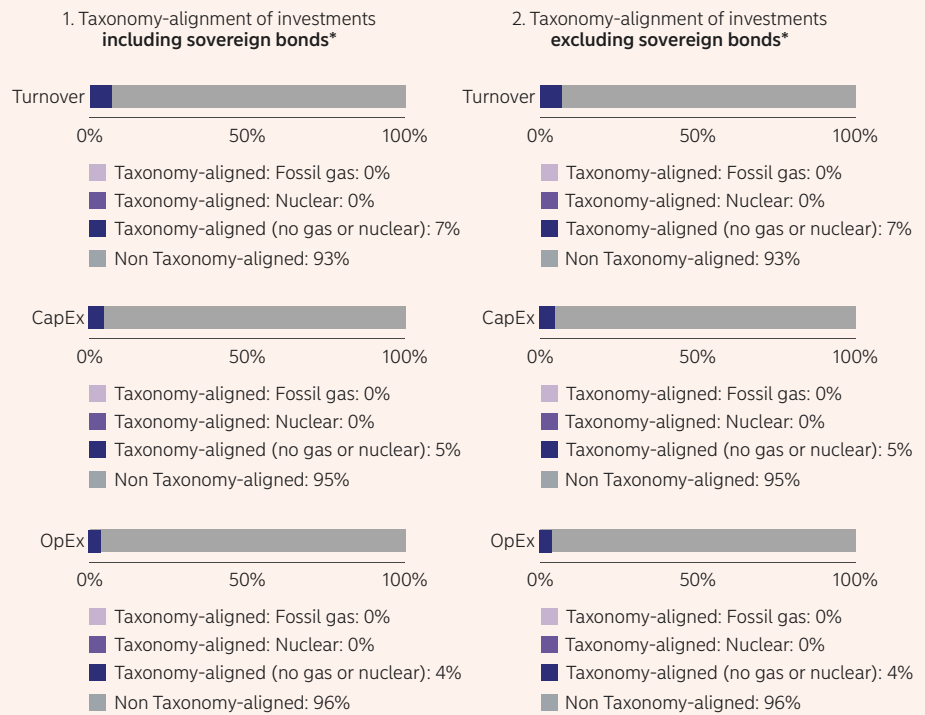 1. Taxonomy-alignment of investments
including sovereign bonds*
Turnover
0% 50% 100%
Taxonomy-aligned: Fossil gas: 0%
Taxonomy-aligned: Nuclear: 0%
Taxonomy-aligned (no gas or nuclear): 7%
Non Taxonomy-aligned: 93%
CapEx
0% 50% 100%
Taxonomy-aligned: Fossil gas: 0%
Taxonomy-aligned: Nuclear: 0%
Taxonomy-aligned (no gas or nuclear): 5%
Non Taxonomy-aligned: 95%
OpEx
0% 50% 100%
Taxonomy-aligned: Fossil gas: 0%
Taxonomy-aligned: Nuclear: 0%
Taxonomy-aligned (no gas or nuclear): 4%
Non Taxonomy-aligned: 96%
2. Taxonomy-alignment of investments
excluding sovereign bonds*
Turnover
0% 50% 100%
Taxonomy-aligned: Fossil gas: 0%
Taxonomy-aligned: Nuclear: 0%
Taxonomy-aligned (no gas or nuclear): 7%
Non Taxonomy-aligned: 93%
CapEx
0% 50% 100%
Taxonomy-aligned: Fossil gas: 0%
Taxonomy-aligned: Nuclear: 0%
Taxonomy-aligned (no gas or nuclear): 5%
Non Taxonomy-aligned: 95%
OpEx
0% 50% 100%
Taxonomy-aligned: Fossil gas: 0%
Taxonomy-aligned: Nuclear: 0%
Taxonomy-aligned (no gas or nuclear): 4%
Non Taxonomy-aligned: 96%